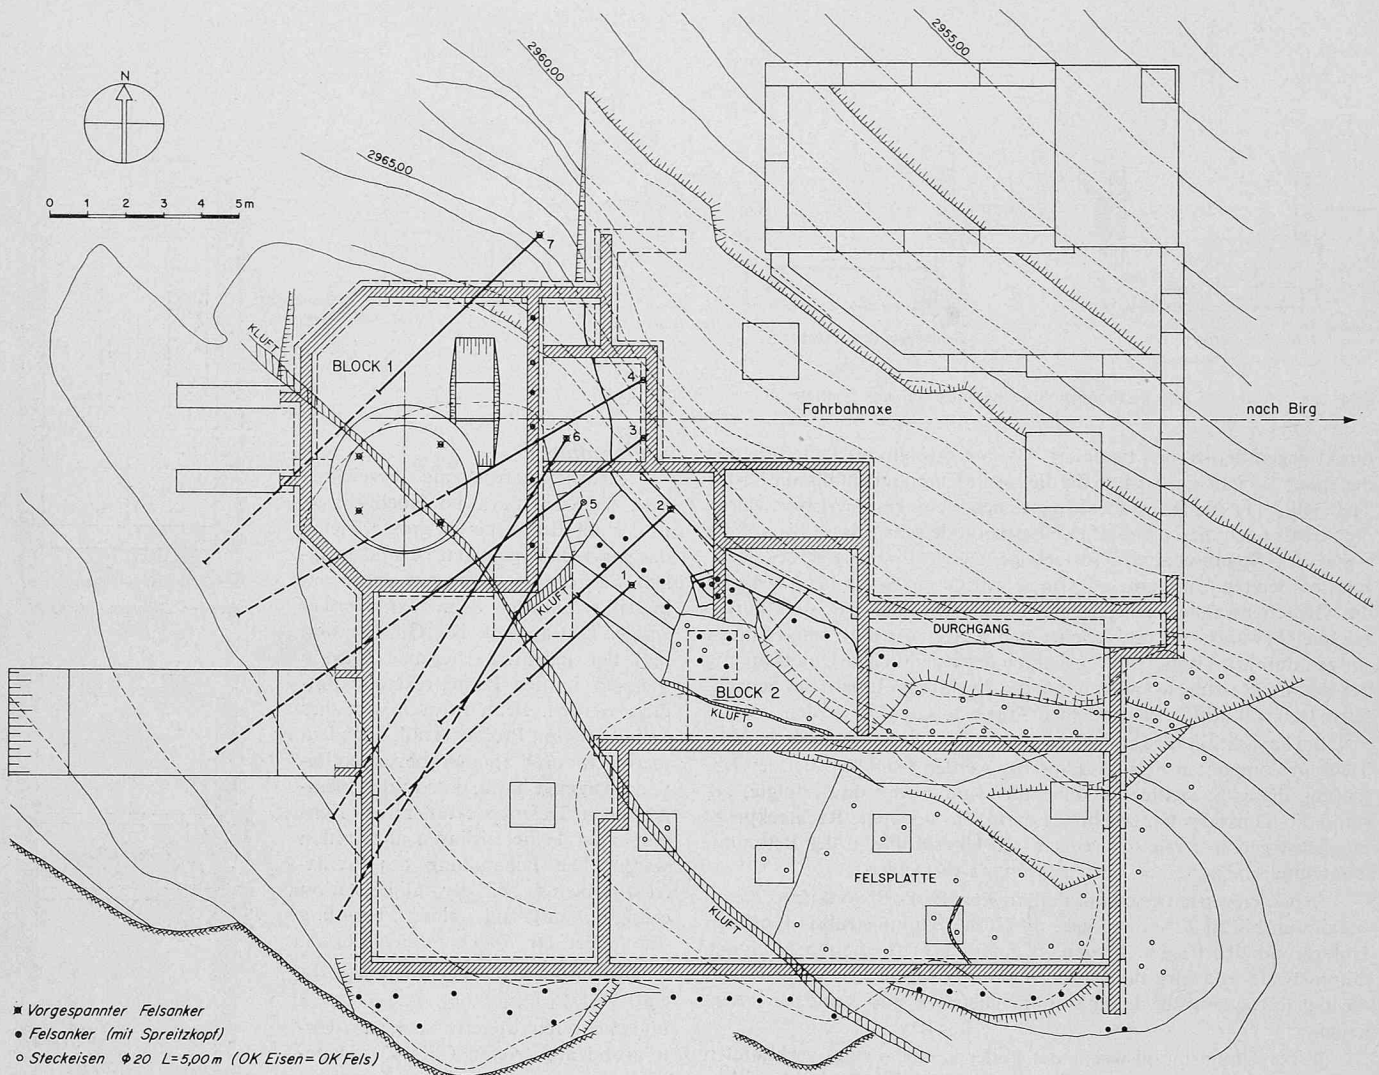 2955,00
2960,00
N
2965,00
0 1 2 3 4 5m
7
KLUFT
BLOCK 1
4
Fahrbahnaxe
nach Birg
3
6
5
2
1
KLUFT
DURCHGANG
BLOCK 2
KLUFT
FELSPLATTE
KLUFT
Vorgespannter Felsanker
Felsanker (mit Spreitzkopf)
Steckeisen ϕ 20 L=5,00 m (OK Eisen = OK Fels)